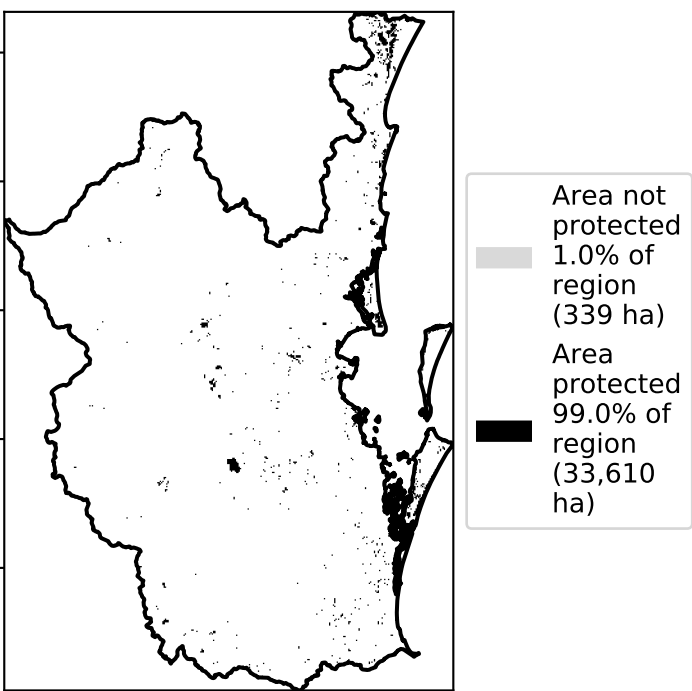 Area not
protected
1.0% of
region
(339 ha)
Area
protected
99.0% of
region
(33,610
ha)